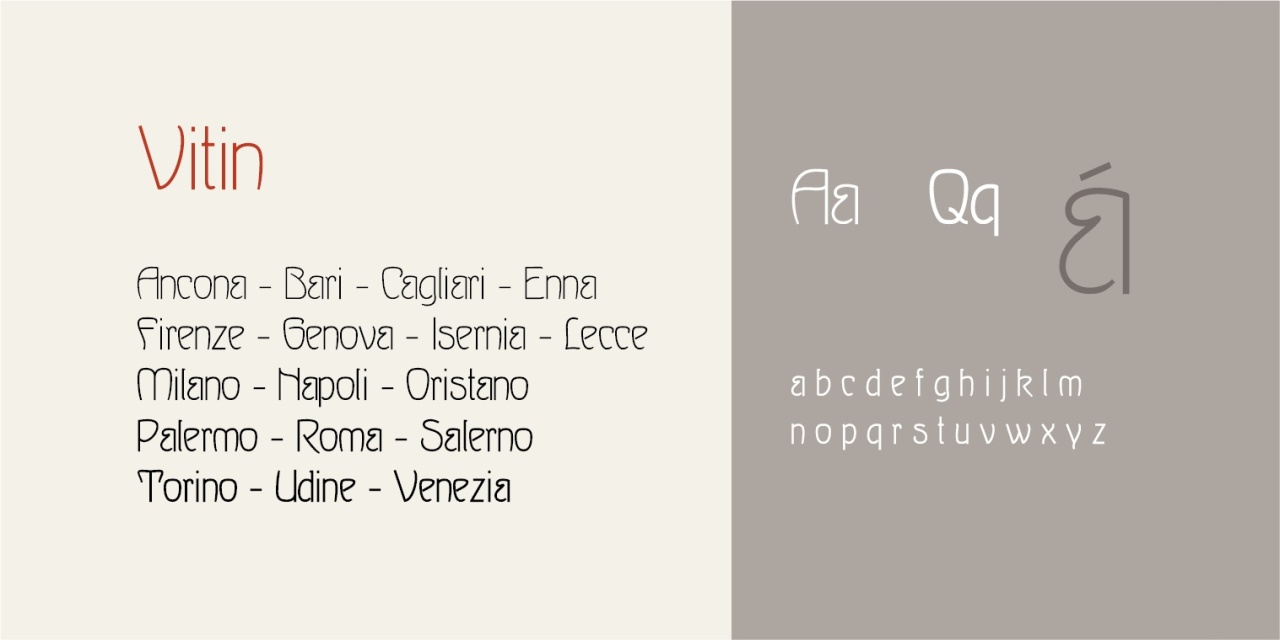 Vitin
Ancona - Bari - Cagliari - Enna
Firenze - Genova - Isernia - Lecce
Milano - Napoli - Oristano
Palermo - Roma - Salerno
Torino - Udine - Venezia
Aa Qq á
a b c d e f g h i j k l m
n o p q r s t u v w x y z